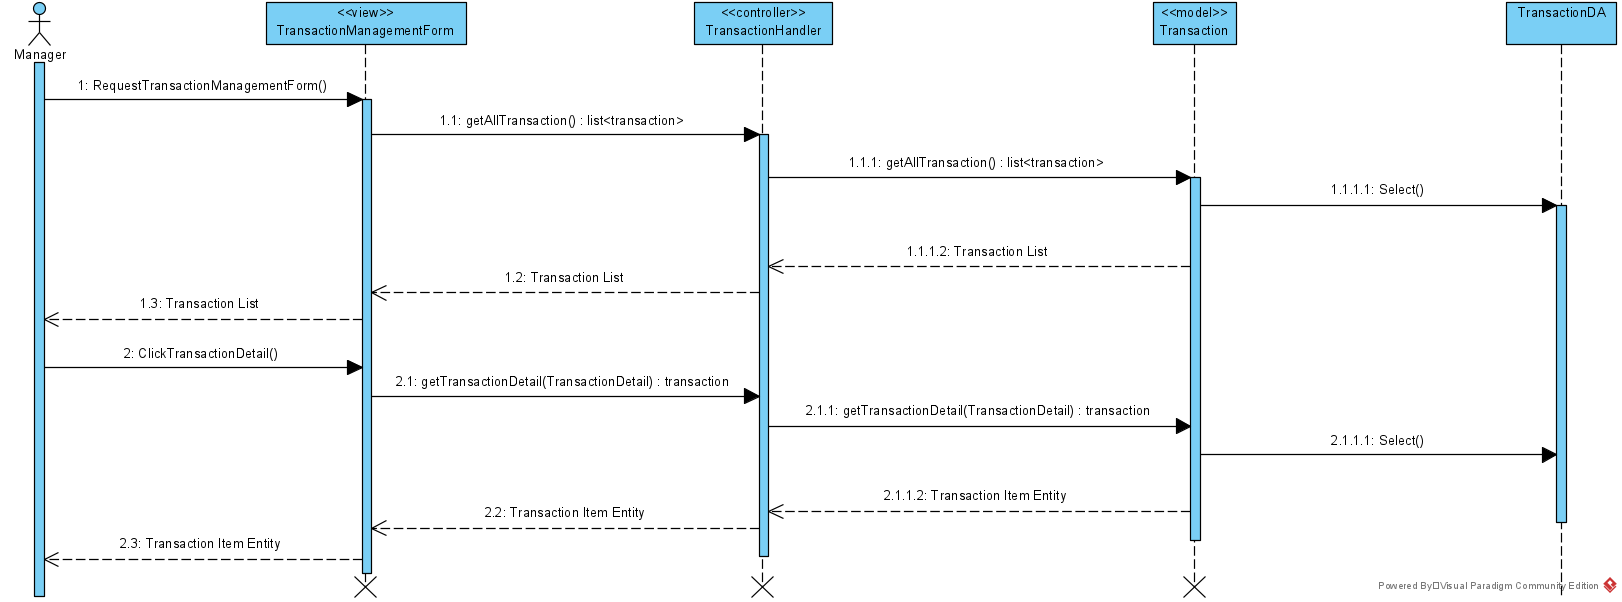 <<view>>
TransactionManagementForm
<<controller>>
TransactionHandler
<<model>>
Transaction
TransactionDA
Manager
1: RequestTransactionManagementForm()
1.1: getAllTransaction() : list<transaction>
1.1.1: getAllTransaction() : list<transaction>
1.1.1.1: Select()
1.1.1.2: Transaction List
1.2: Transaction List
1.3: Transaction List
2: ClickTransactionDetail()
2.1: getTransactionDetail(TransactionDetail) : transaction
2.1.1: getTransactionDetail(TransactionDetail) : transaction
2.1.1.1: Select()
2.1.1.2: Transaction Item Entity
2.2: Transaction Item Entity
2.3: Transaction Item Entity
Powered By□Visual Paradigm Community Edition